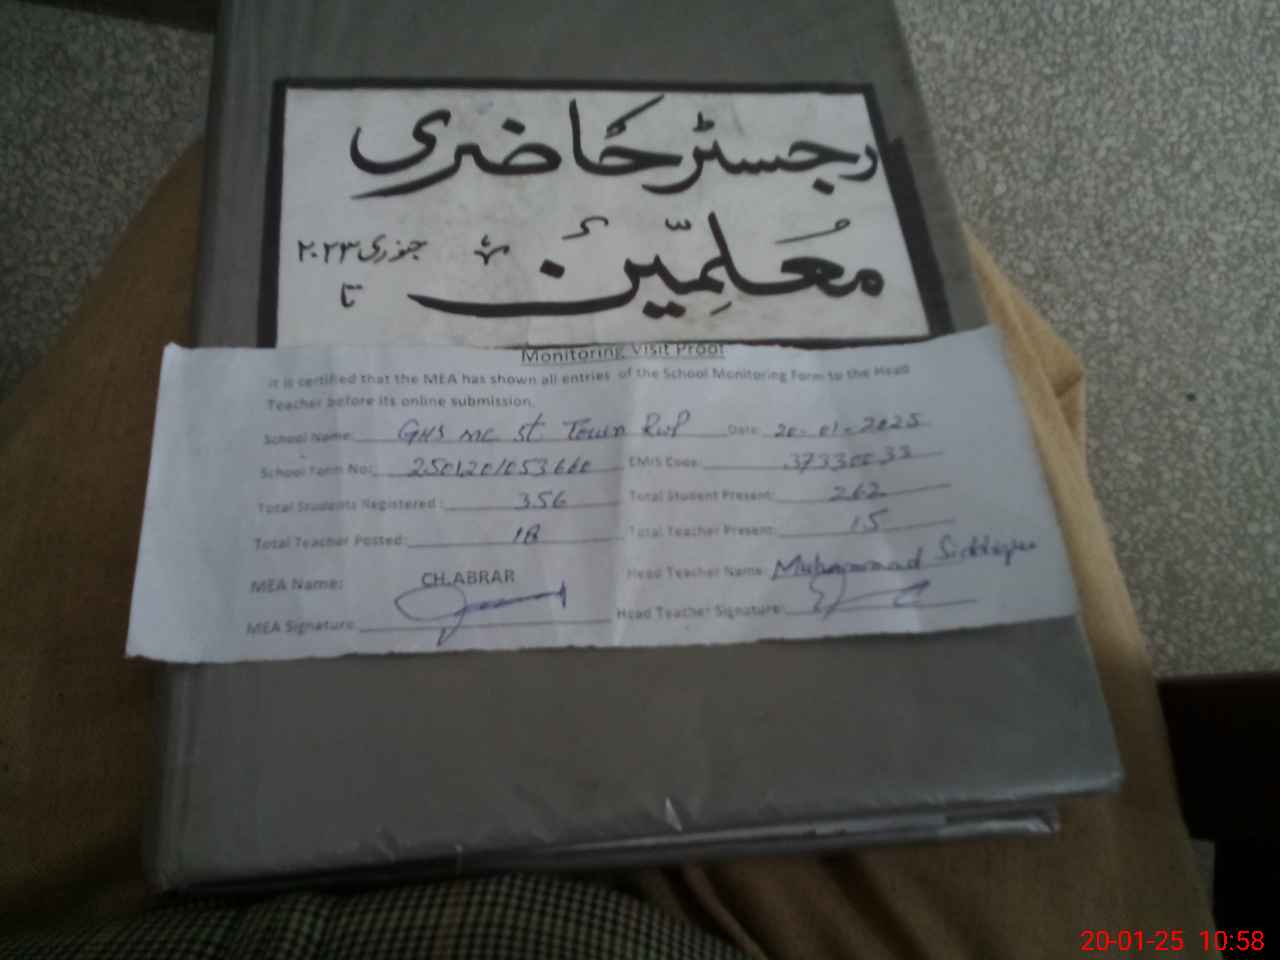 رجسٹر حاضری
معلمین
جنوری ۲۰۲۳ء
تا
Monitoring Visit Proof
It is certified that the MEA has shown all entries of the School Monitoring Form to the Head
Teacher before its online submission.
School Name: GHS MC St Town Rwp Date: 20-01-2025
School Form No: 2501201053660 EMIS Code: 37330033
Total Students Registered: 356 Total Student Present: 262
Total Teacher Posted: 18 Total Teacher Present: 15
MEA Name: CH.ABRAR Head Teacher Name: Muhammad Siddique
MEA Signature: Head Teacher Signature:
20-01-25 10:58